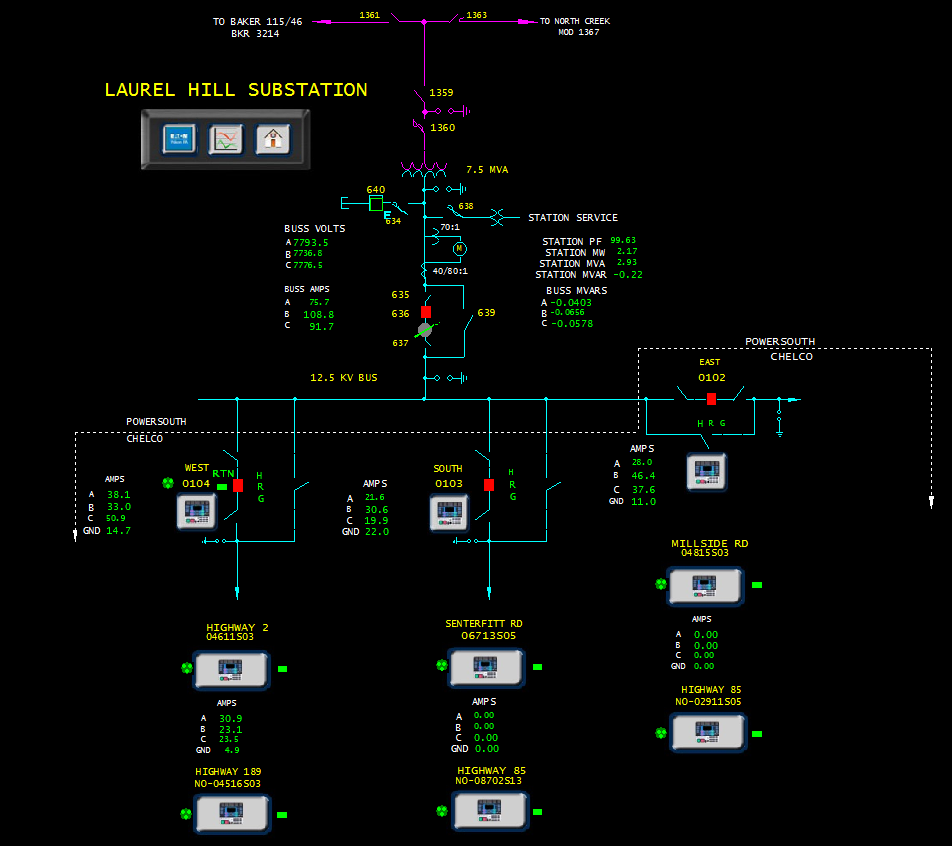 1361
1363
TO BAKER 115/46
BKR 3214
TO NORTH CREEK
MOD 1367
LAUREL HILL SUBSTATION
1359
1360
7.5 MVA
640
634
638
STATION SERVICE
70:1
M
40/80:1
BUSS VOLTS
A 7793.5
B 7736.8
C 7776.5
STATION PF 99.63
STATION MW 2.17
STATION MVA 2.93
STATION MVAR -0.22
BUSS AMPS
A 75.7
B 108.8
C 91.7
BUSS MVARS
A -0.0403
B -0.0656
C -0.0578
635
636
637
639
12.5 KV BUS
POWERSOUTH
CHELCO
EAST
0102
H R G
AMPS
A 28.0
B 46.4
C 37.6
GND 11.0
POWERSOUTH
CHELCO
WEST
0104
RTN
H
R
G
AMPS
A 38.1
B 33.0
C 50.9
GND 14.7
SOUTH
0103
H
R
G
AMPS
A 21.6
B 30.6
C 19.9
GND 22.0
HIGHWAY 2
04611S03
AMPS
A 30.9
B 23.1
C 23.5
GND 4.9
HIGHWAY 189
NO-04516S03
SENTERFITT RD
06713S05
AMPS
A 0.00
B 0.00
C 0.00
GND 0.00
HIGHWAY 85
NO-08702S13
MILLSIDE RD
04815S03
AMPS
A 0.00
B 0.00
C 0.00
GND 0.00
HIGHWAY 85
NO-02911S05